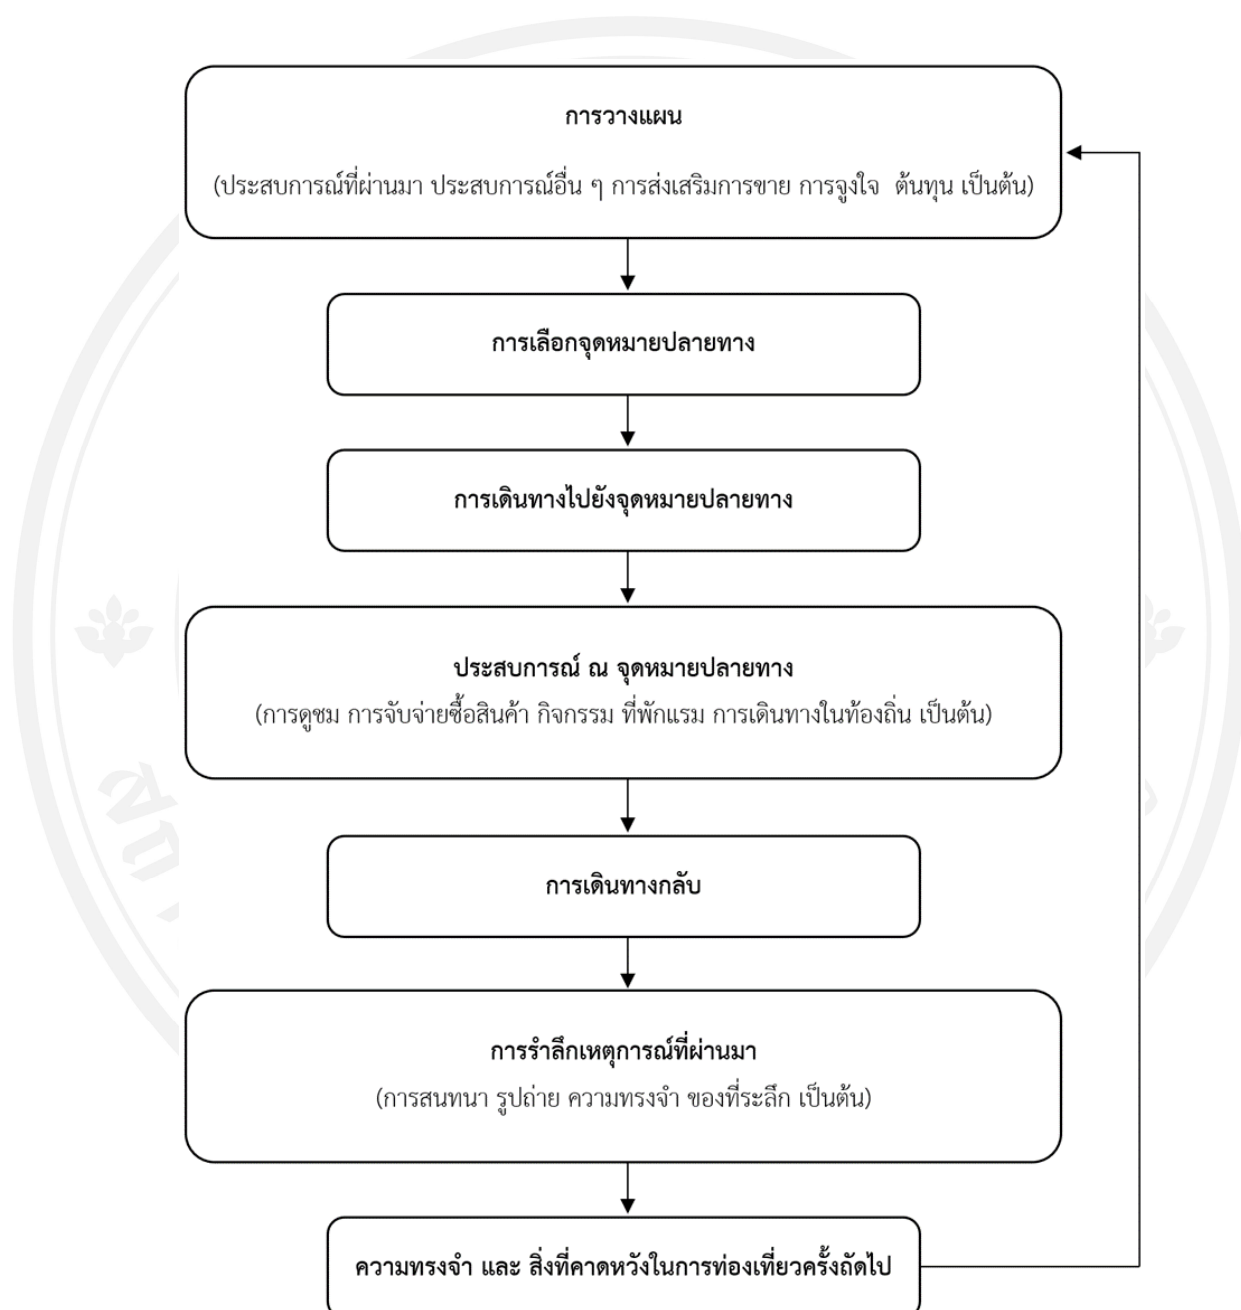 การวางแผน
(ประสบการณ์ที่ผ่านมา ประสบการณ์อื่น ๆ การส่งเสริมการขาย การจูงใจ ต้นทุน เป็นต้น)
การเลือกจุดหมายปลายทาง
การเดินทางไปยังจุดหมายปลายทาง
ประสบการณ์ ณ จุดหมายปลายทาง
(การดูชม การจับจ่ายซื้อสินค้า กิจกรรม ที่พักแรม การเดินทางในท้องถิ่น เป็นต้น)
การเดินทางกลับ
การรำลึกเหตุการณ์ที่ผ่านมา
(การสนทนา รูปถ่าย ความทรงจำ ของที่ระลึก เป็นต้น)
ความทรงจำ และ สิ่งที่คาดหวังในการท่องเที่ยวครั้งถัดไป